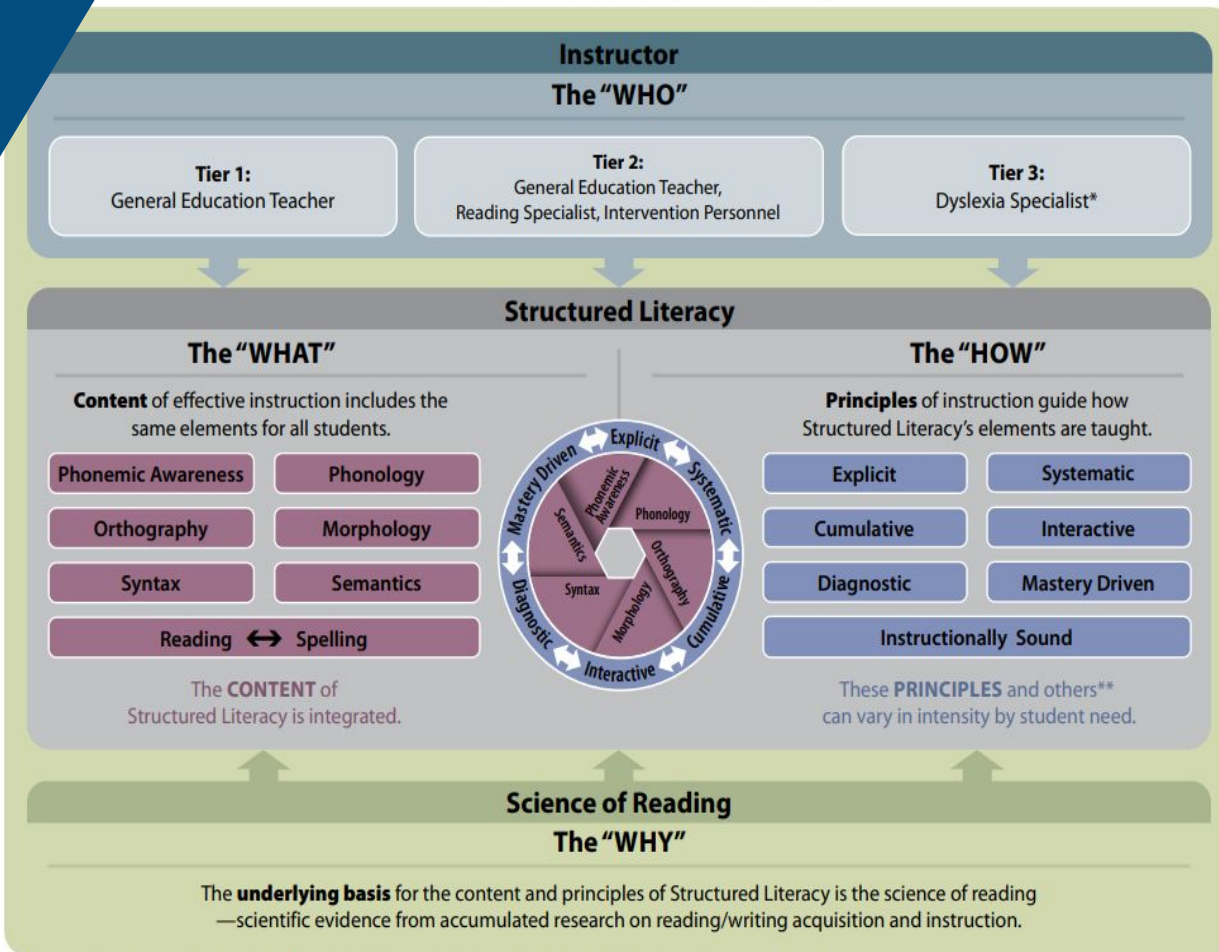 Instructor
The “WHO”
Tier 1:
General Education Teacher
Tier 2:
General Education Teacher,
Reading Specialist, Intervention Personnel
Tier 3:
Dyslexia Specialist*
Structured Literacy
The “WHAT”
Content of effective instruction includes the
same elements for all students.
Phonemic Awareness
Phonology
Orthography
Morphology
Syntax
Semantics
Reading ↔ Spelling
The CONTENT of
Structured Literacy is integrated.
Explicit
Systematic
Cumulative
Interactive
Diagnostic
Mastery Driven
Phonemic
Awareness
Phonology
Orthography
Morphology
Syntax
Semantics
The “HOW”
Principles of instruction guide how
Structured Literacy’s elements are taught.
Explicit
Systematic
Cumulative
Interactive
Diagnostic
Mastery Driven
Instructionally Sound
These PRINCIPLES and others**
can vary in intensity by student need.
Science of Reading
The “WHY”
The underlying basis for the content and principles of Structured Literacy is the science of reading
—scientific evidence from accumulated research on reading/writing acquisition and instruction.